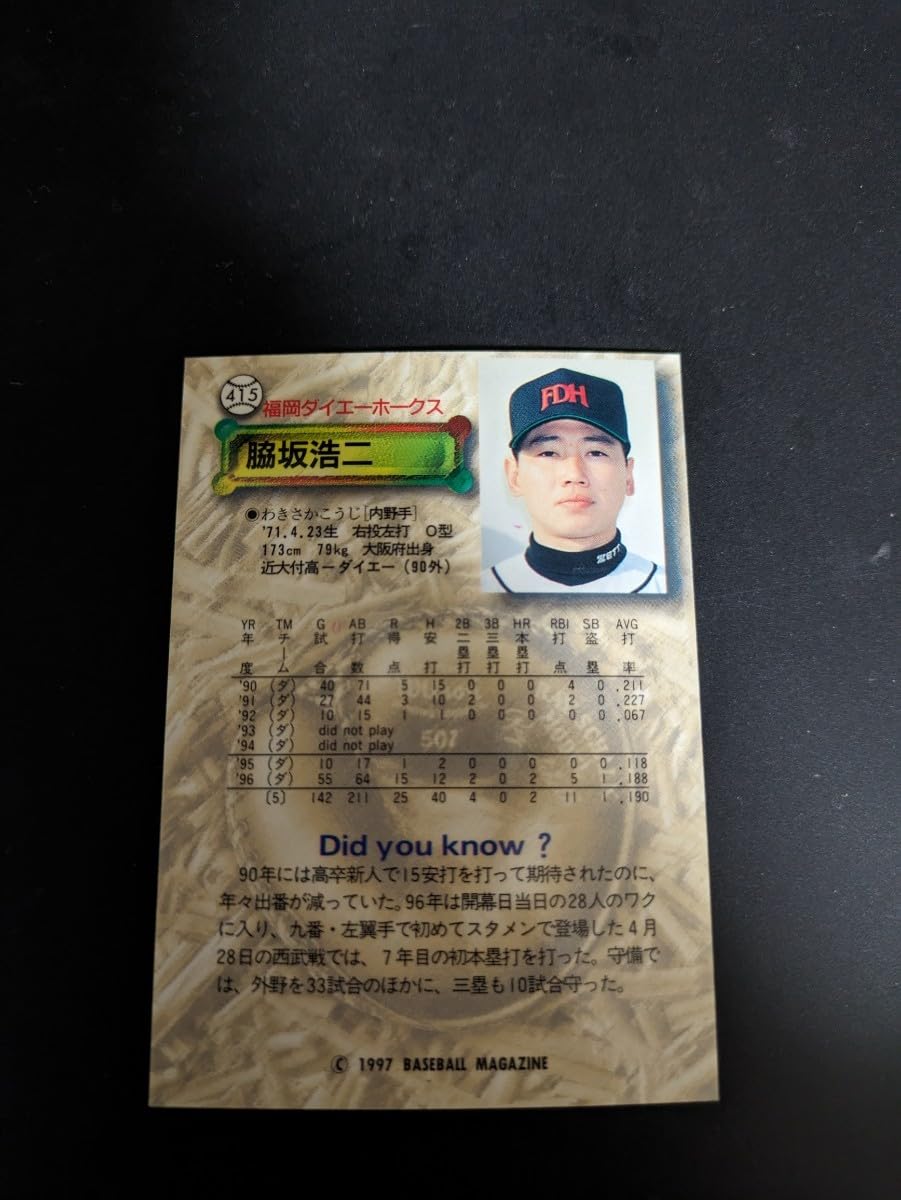 415
福岡ダイエーホークス
脇坂浩二
FDH
ZETT
◉わきさかこうじ[内野手]
'71.4.23生 右投左打 O型
173cm 79kg 大阪府出身
近大付高ーダイエー(90外)
YR TM G AB R H 2B 3B HR RBI SB AVG
年度 チーム 試合 打数 得点 安打 二塁打 三塁打 本塁打 打点 盗塁 打率
'90 (ダ) 40 71 5 15 0 0 0 4 0 .211
'91 (ダ) 27 44 3 10 2 0 0 2 0 .227
'92 (ダ) 10 15 1 1 0 0 0 0 0 .067
'93 (ダ) did not play
'94 (ダ) did not play
'95 (ダ) 10 17 1 2 0 0 0 0 0 .118
'96 (ダ) 55 64 15 12 2 0 2 5 1 .188
[5] 142 211 25 40 4 0 2 11 1 .190
Did you know ?
90年には高卒新人で15安打を打って期待されたのに、
年々出番が減っていた。96年は開幕日当日の28人のワク
に入り、九番・左翼手で初めてスタメンで登場した4月
28日の西武戦では、7年目の初本塁打を打った。守備で
は、外野を33試合のほかに、三塁も10試合守った。
© 1997 BASEBALL MAGAZINE